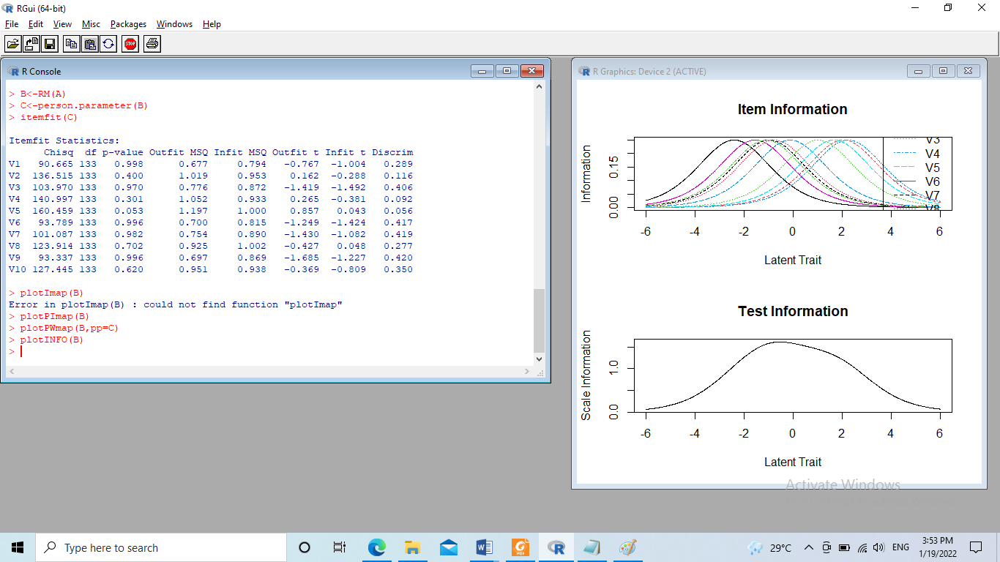 RGui (64-bit)
File Edit View Misc Packages Windows Help
STOP
R Console
> B<-RM(A)
> C<-person.parameter(B)
> itemfit(C)
Itemfit Statistics:
Chisq df p-value Outfit MSQ Infit MSQ Outfit t Infit t Discrim
V1 90.665 133 0.998 0.677 0.794 -0.767 -1.004 0.289
V2 136.515 133 0.400 1.019 0.953 0.162 -0.288 0.116
V3 103.970 133 0.970 0.776 0.872 -1.419 -1.492 0.406
V4 140.997 133 0.301 1.052 0.933 0.265 -0.381 0.092
V5 160.459 133 0.053 1.197 1.000 0.857 0.043 0.056
V6 93.789 133 0.996 0.700 0.815 -1.249 -1.424 0.417
V7 101.087 133 0.982 0.754 0.890 -1.430 -1.082 0.419
V8 123.914 133 0.702 0.925 1.002 -0.427 0.048 0.277
V9 93.337 133 0.996 0.697 0.869 -1.685 -1.227 0.420
V10 127.445 133 0.620 0.951 0.938 -0.369 -0.809 0.350
> plotImap(B)
Error in plotImap(B) : could not find function "plotImap"
> plotPImap(B)
> plotPWmap(B,pp=C)
> plotINFO(B)
>
R Graphics: Device 2 (ACTIVE)
Item Information
Information
0.00 0.15
V3
V4
V5
V6
V7
V8
-6 -4 -2 0 2 4 6
Latent Trait
Test Information
Scale Information
0.0 1.0
-6 -4 -2 0 2 4 6
Latent Trait
Activate Windows
Type here to search
PDF
29°C
ENG
3:53 PM
1/19/2022